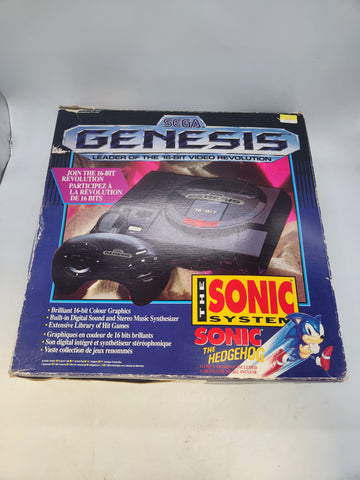 SEGA
GENESIS
LEADER OF THE 16-BIT VIDEO REVOLUTION
JOIN THE 16-BIT
REVOLUTION
PARTICIPEZ À
LA RÉVOLUTION
DE 16 BITS
16-BIT
• Brilliant 16-bit Colour Graphics
• Built-in Digital Sound and Stereo Music Synthesizer
• Extensive Library of Hit Games
• Graphiques en couleur de 16 bits brillants
• Son digital intégré et synthétiseur stéréophonique
• Vaste collection de jeux renommés
THE
SONIC
SYSTEM
SONIC
THE
HEDGEHOG